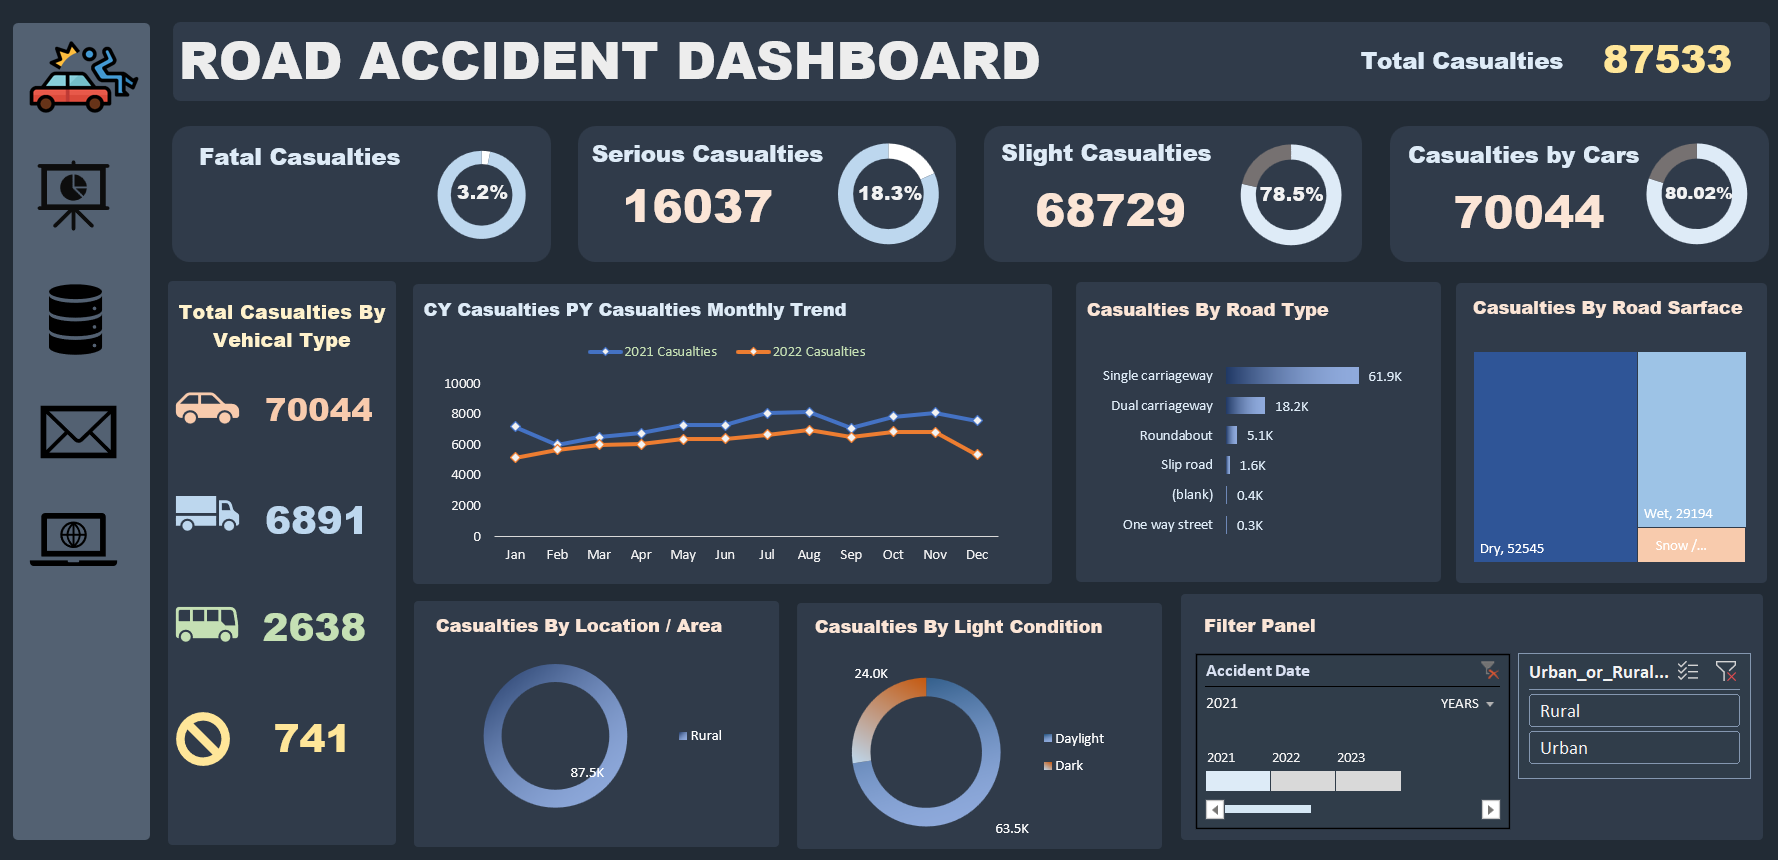 ROAD ACCIDENT DASHBOARD
Total Casualties 87533
Fatal Casualties
3.2%
Serious Casualties
16037
18.3%
Slight Casualties
68729
78.5%
Casualties by Cars
70044
80.02%
Total Casualties By
Vehical Type
70044
6891
2638
741
CY Casualties PY Casualties Monthly Trend
2021 Casualties 2022 Casualties
10000
8000
6000
4000
2000
0
Jan Feb Mar Apr May Jun Jul Aug Sep Oct Nov Dec
Casualties By Road Type
Single carriageway 61.9K
Dual carriageway 18.2K
Roundabout 5.1K
Slip road 1.6K
(blank) 0.4K
One way street 0.3K
Casualties By Road Sarface
Wet, 29194
Dry, 52545
Snow /...
Casualties By Location / Area
Rural
87.5K
Casualties By Light Condition
24.0K
Daylight
Dark
63.5K
Filter Panel
Accident Date
2021 YEARS
2021 2022 2023
Urban_or_Rural...
Rural
Urban